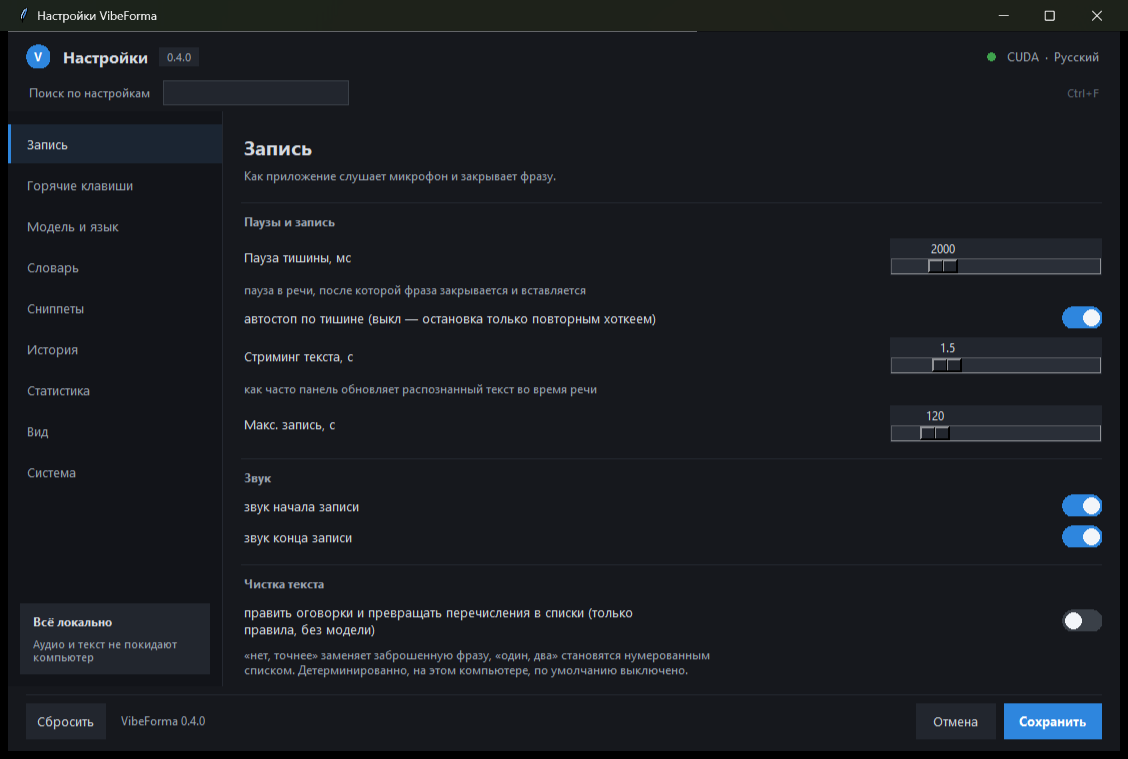 Настройки VibeForma
V Настройки 0.4.0
CUDA · Русский
Поиск по настройкам
Ctrl+F
Запись
Горячие клавиши
Модель и язык
Словарь
Сниппеты
История
Статистика
Вид
Система
Всё локально
Аудио и текст не покидают
компьютер
Запись
Как приложение слушает микрофон и закрывает фразу.
Паузы и запись
Пауза тишины, мс
2000
пауза в речи, после которой фраза закрывается и вставляется
автостоп по тишине (выкл — остановка только повторным хоткеем)
Стриминг текста, с
1.5
как часто панель обновляет распознанный текст во время речи
Макс. запись, с
120
Звук
звук начала записи
звук конца записи
Чистка текста
править оговорки и превращать перечисления в списки (только
правила, без модели)
«нет, точнее» заменяет заброшенную фразу, «один, два» становятся нумерованным
списком. Детерминированно, на этом компьютере, по умолчанию выключено.
Сбросить
VibeForma 0.4.0
Отмена
Сохранить